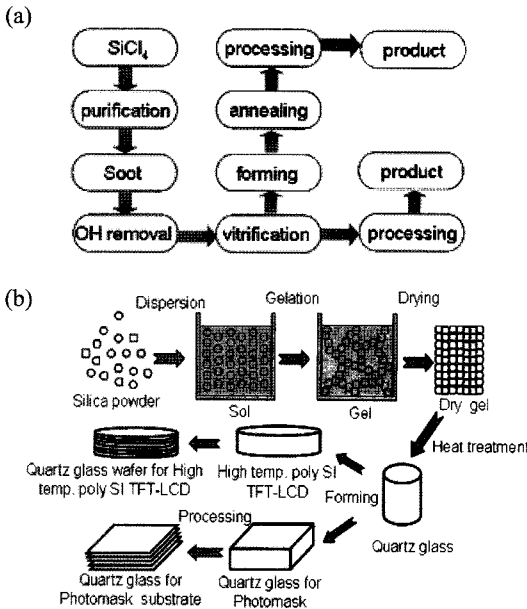 (a)
SiCl4
purification
Soot
OH removal
vitrification
forming
annealing
processing
product
processing
product
(b)
Dispersion
Gelation
Drying
Silica powder
Sol
Gel
Dry gel
Heat treatment
Quartz glass
Forming
High temp. poly SI
TFT-LCD
Quartz glass wafer for High
temp. poly SI TFT-LCD
Processing
Quartz glass for
Photomask
Quartz glass for
Photomask substrate